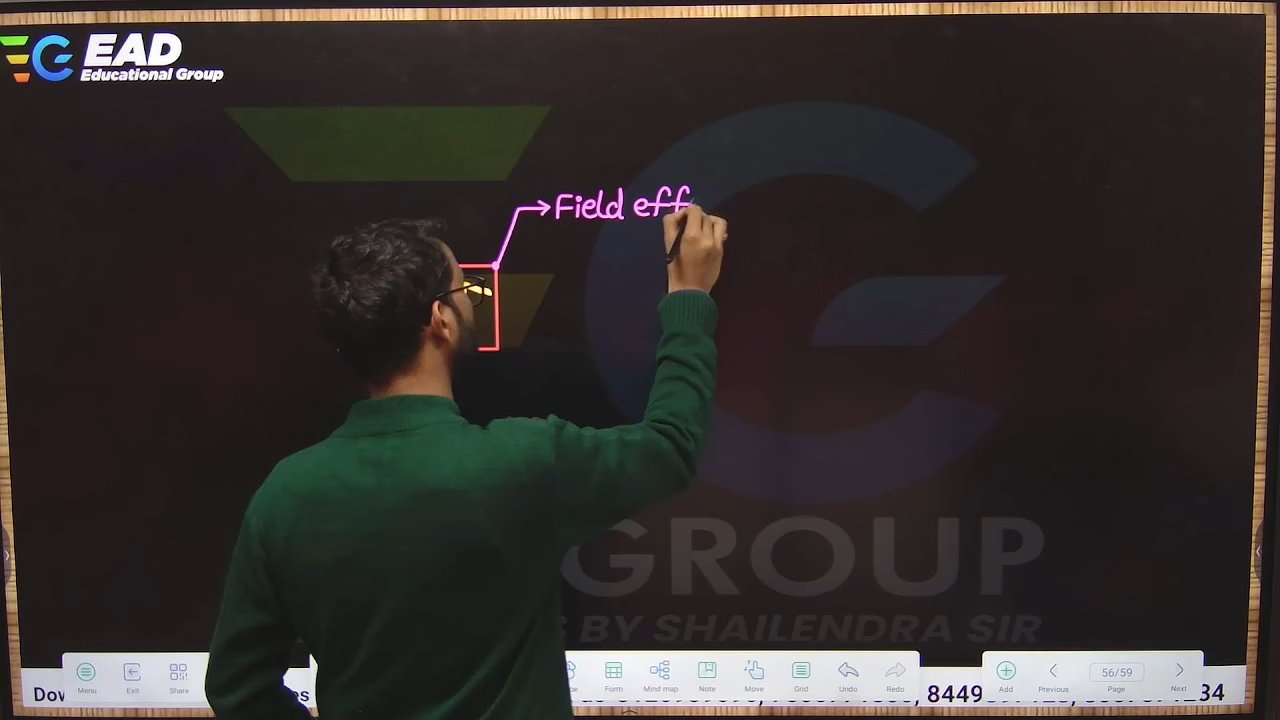 EAD
Educational Group
Field eff
GROUP
BY SHAILENDRA SIR
Menu
Exit
Share
Form
Mind map
Note
Move
Grid
Undo
Redo
Add
Previous
56/59
Page
Next
8449